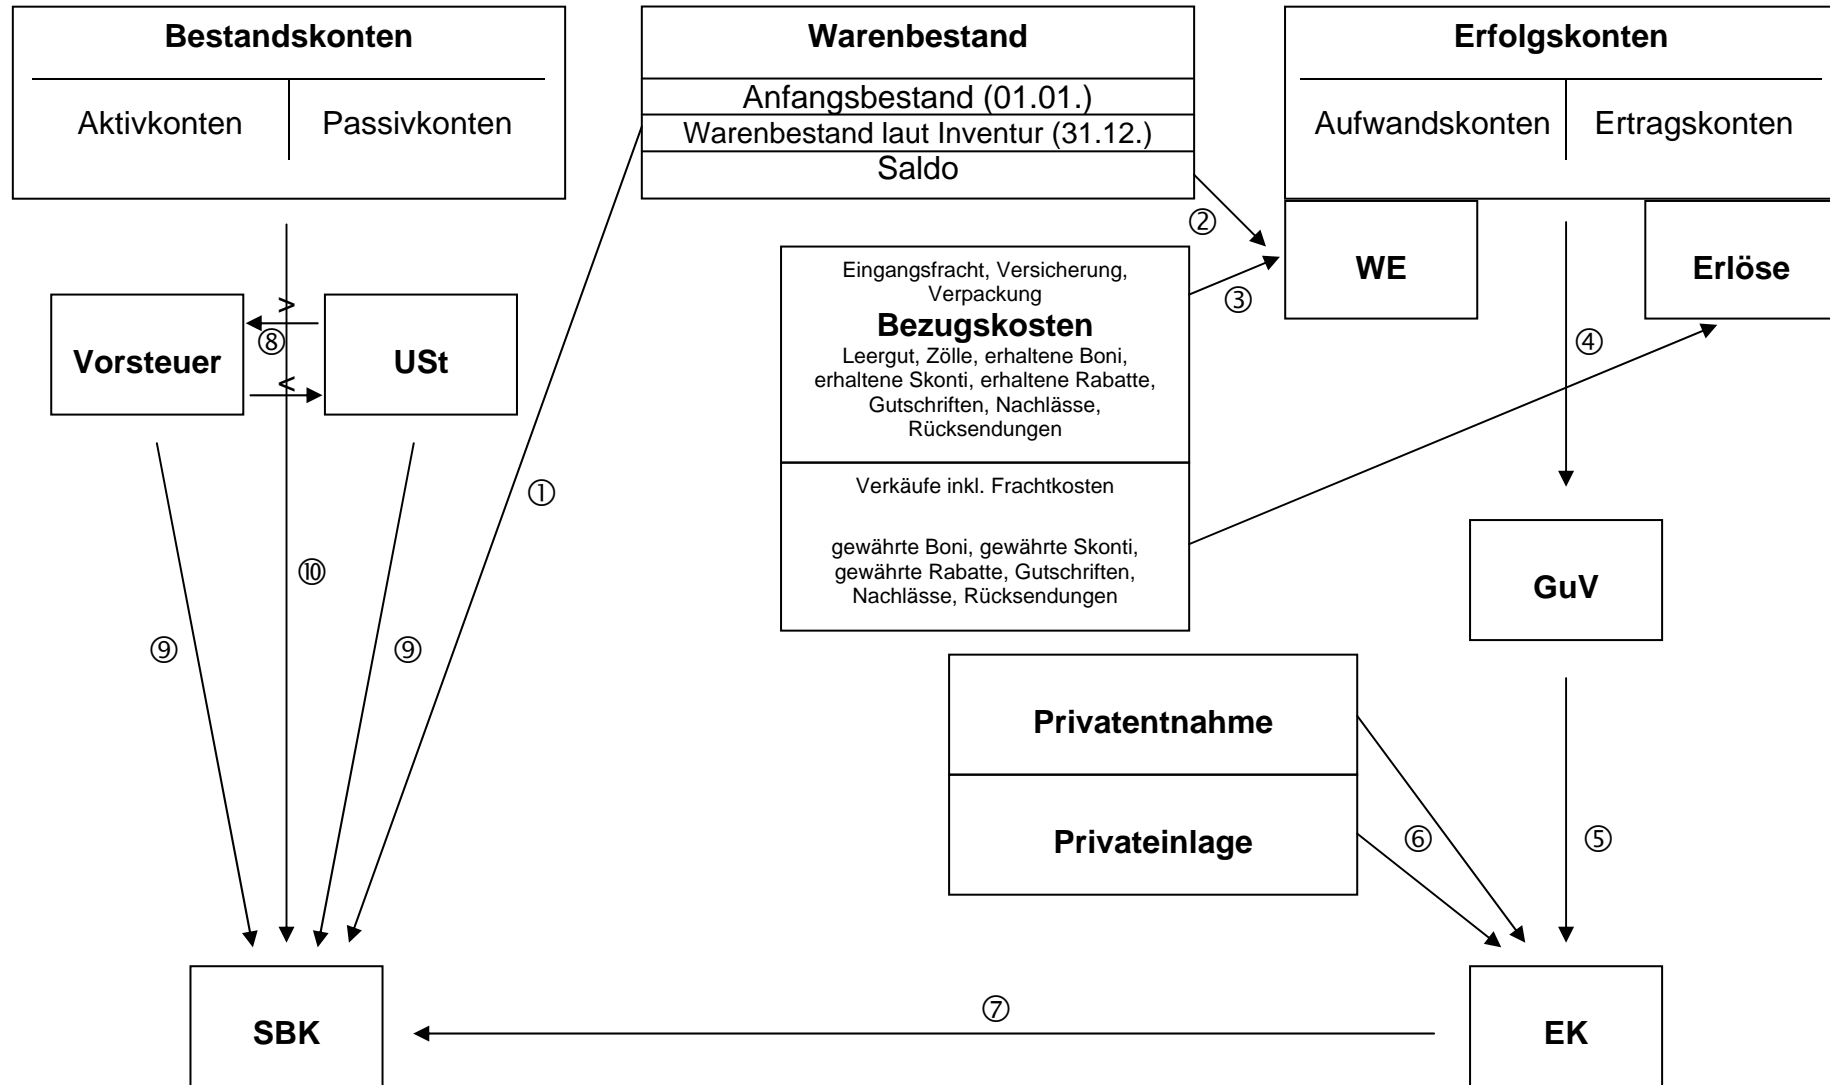 Bestandskonten
Aktivkonten
Passivkonten
Warenbestand
Anfangsbestand (01.01.)
Warenbestand laut Inventur (31.12.)
Saldo
Erfolgskonten
Aufwandskonten
Ertragskonten
②
WE
Erlöse
Eingangsfracht, Versicherung,
Verpackung
Bezugskosten
Leergut, Zölle, erhaltene Boni,
erhaltene Skonti, erhaltene Rabatte,
Gutschriften, Nachlässe,
Rücksendungen
③
④
Vorsteuer
>
⑧
<
USt
①
Verkäufe inkl. Frachtkosten
gewährte Boni, gewährte Skonti,
gewährte Rabatte, Gutschriften,
Nachlässe, Rücksendungen
GuV
⑨
⑩
⑨
Privatentnahme
Privateinlage
⑥
⑤
SBK
⑦
EK